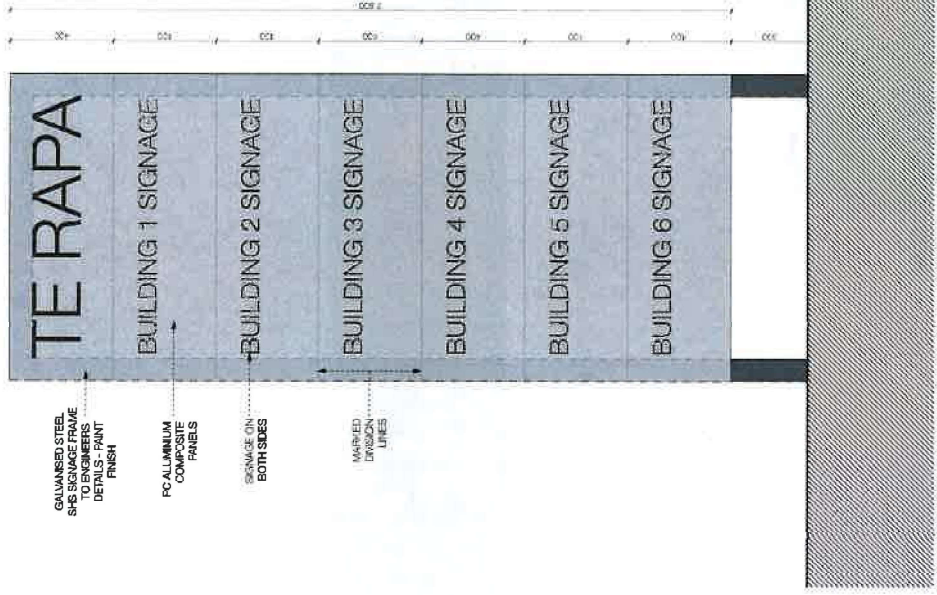 TE RAPA
BUILDING 1 SIGNAGE
BUILDING 2 SIGNAGE
BUILDING 3 SIGNAGE
BUILDING 4 SIGNAGE
BUILDING 5 SIGNAGE
BUILDING 6 SIGNAGE
GALVANISED STEEL
SHS SIGNAGE FRAME
TO ENGINEERS
DETAILS - PAINT
FINISH
PC ALUMINIUM
COMPOSITE
PANELS
SIGNAGE ON
BOTH SIDES
MARKED
DIVISION
LINES